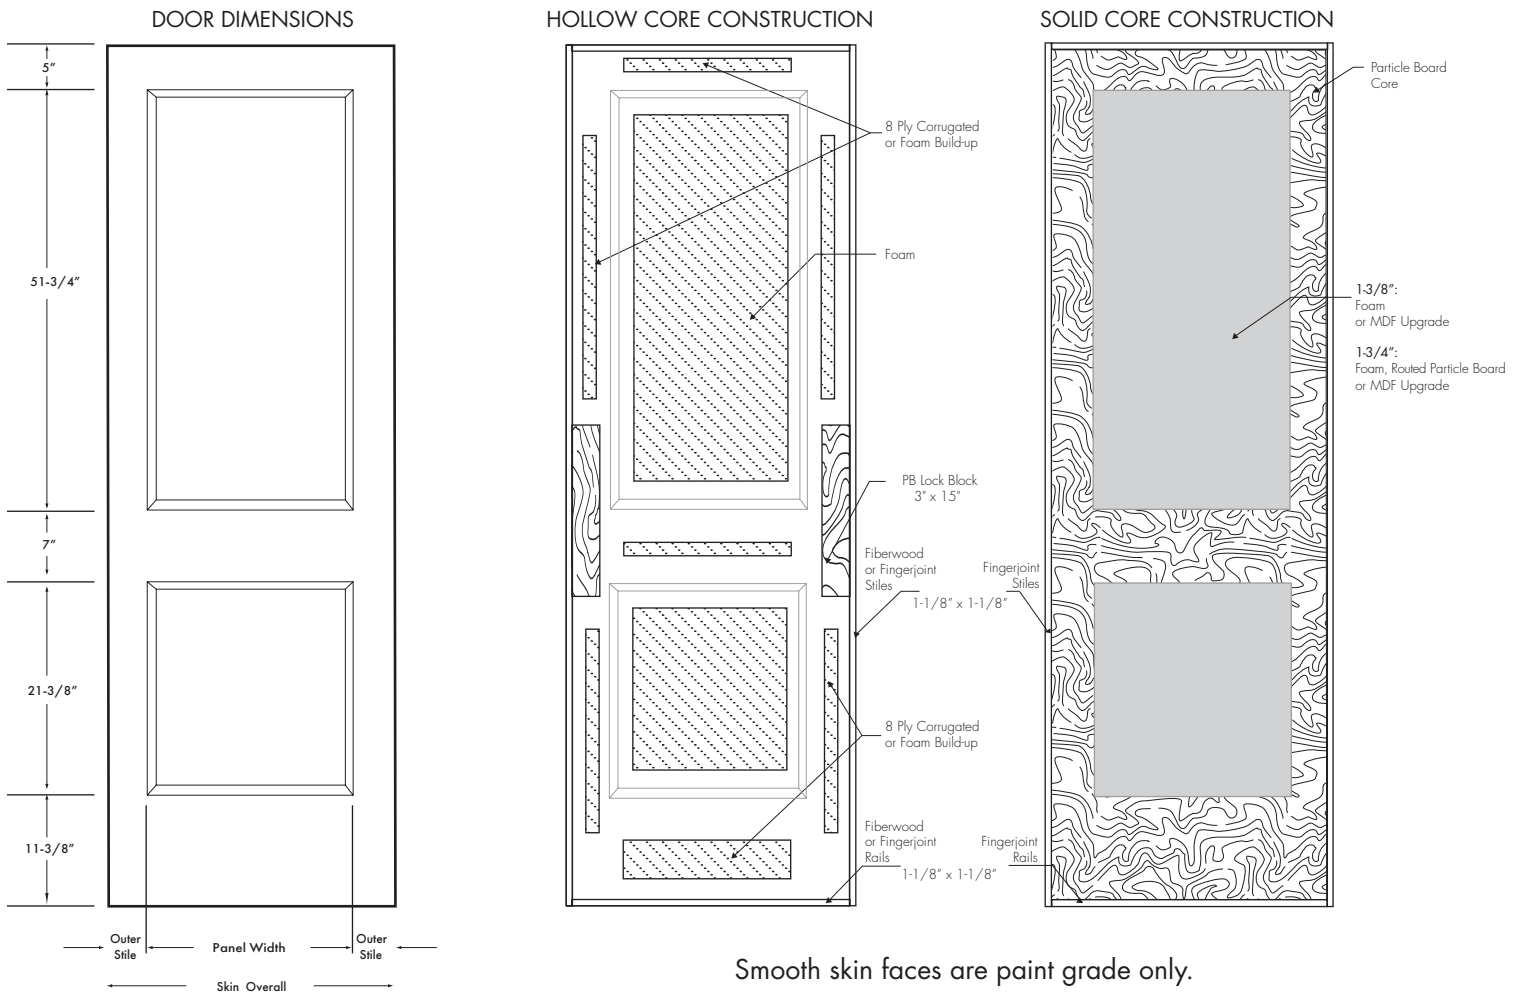 DOOR DIMENSIONS
5”
51-3/4”
7”
21-3/8”
11-3/8”
Outer
Stile
Panel Width
Outer
Stile
Skin Overall
HOLLOW CORE CONSTRUCTION
8 Ply Corrugated
or Foam Build-up
Foam
PB Lock Block
3" x 15"
Fiberwood
or Fingerjoint
Stiles
1-1/8” x 1-1/8”
Fingerjoint
Stiles
8 Ply Corrugated
or Foam Build-up
Fiberwood
or Fingerjoint
Rails
1-1/8” x 1-1/8”
Fingerjoint
Rails
SOLID CORE CONSTRUCTION
Particle Board
Core
1-3/8”:
Foam
or MDF Upgrade
1-3/4”:
Foam, Routed Particle Board
or MDF Upgrade
Smooth skin faces are paint grade only.